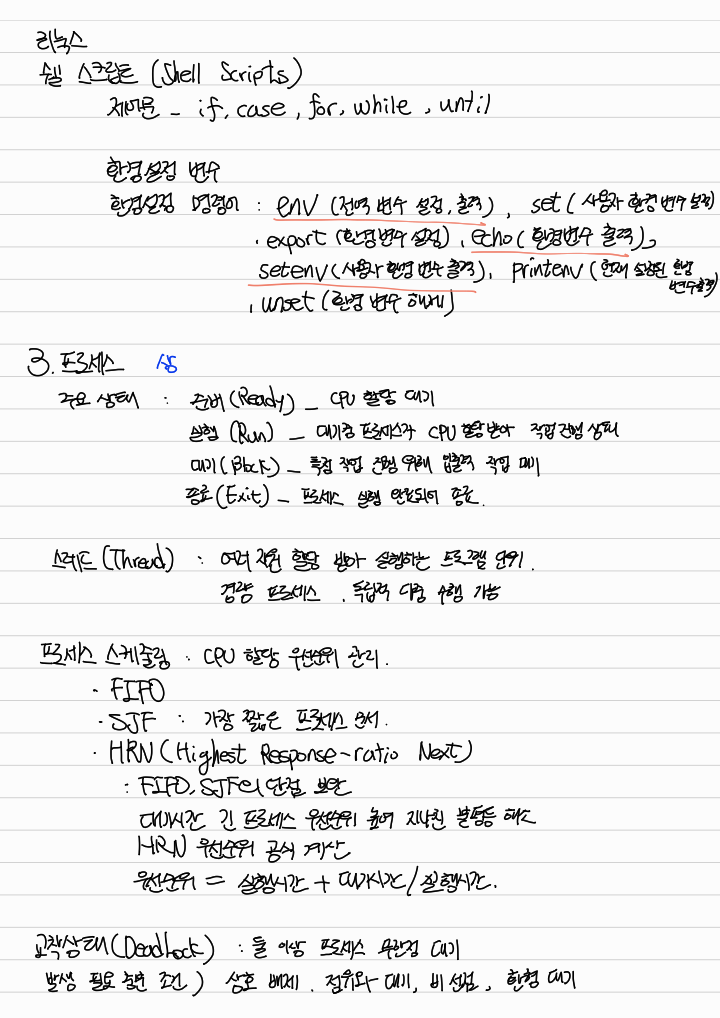 리눅스
쉘 스크립트 (Shell Scripts)
제어문 - if, case, for, while, until
환경설정 변수
환경설정 명령어 : env (전역 변수 설정, 출력), set ( 사용자 환경 변수 설정)
. export (환경변수 설정), echo ( 환경변수 출력),
setenv (사용자 환경 변수 출력), printenv ( 현재 설정된 환경
변수출력)
, unset (환경 변수 해제)
3. 프로세스 상
주요 상태 : 준비 (Ready) - CPU 할당 대기
실행 (Run) - 대기중 프로세스가 CPU 할당받아 직접 진행 상태
대기 (Block) - 특정 작업 진행 위해 입출력 작업 대기
종료 (Exit) - 프로세스 실행 완료되어 종료.
스레드 (Thread) : 여러 자원 할당 받아 실행하는 프로그램 단위.
경량 프로세스 . 독립적 다중 수행 가능
프로세스 스케줄링 : CPU 할당 우선순위 관리.
· FIFO
· SJF : 가장 짧은 프로세스 순서.
· HRN (Highest Response-ratio Next)
: FIFO, SJF의 단점 보완
대기시간 긴 프로세스 우선순위 높여 지나친 불평등 해소
HRN 우선순위 공식 계산
우선순위 = 실행시간 + 대기시간 / 실행시간.
교착상태 (DeadLock) : 둘 이상 프로세스 무한정 대기
발생 필요 충분 조건 ) 상호 배제 . 점유와 대기, 비 선점, 환형 대기